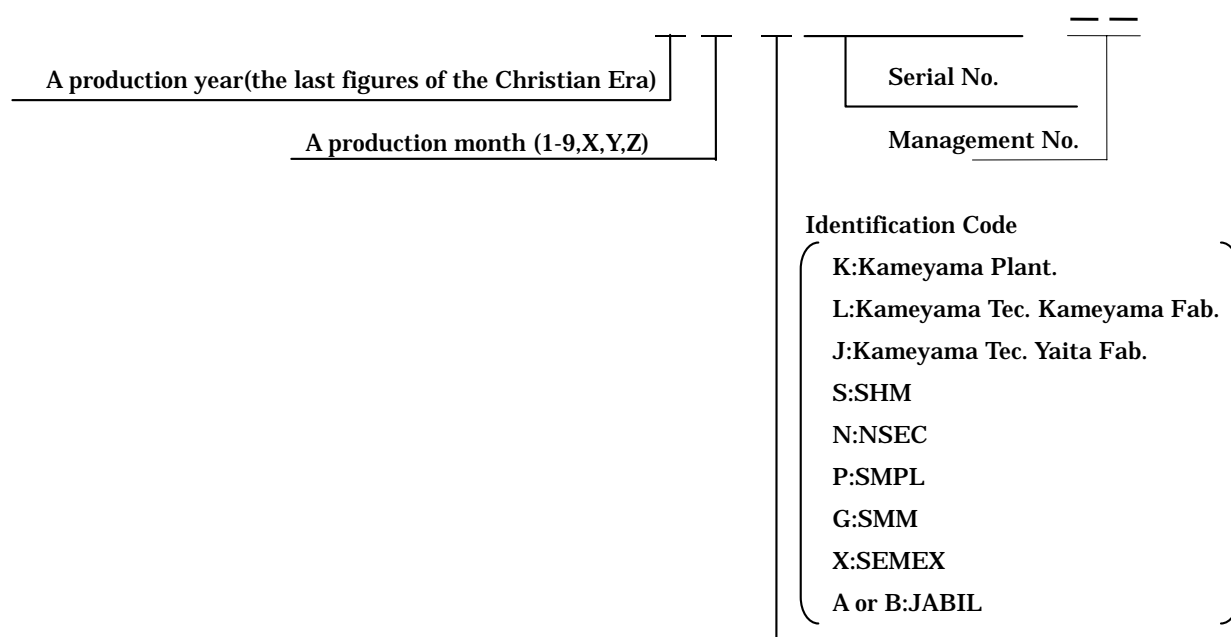 A production year(the last figures of the Christian Era)
Serial No.
A production month (1-9,X,Y,Z)
Management No.
Identification Code
K:Kameyama Plant.
L:Kameyama Tec. Kameyama Fab.
J:Kameyama Tec. Yaita Fab.
S:SHM
N:NSEC
P:SMPL
G:SMM
X:SEMEX
A or B:JABIL